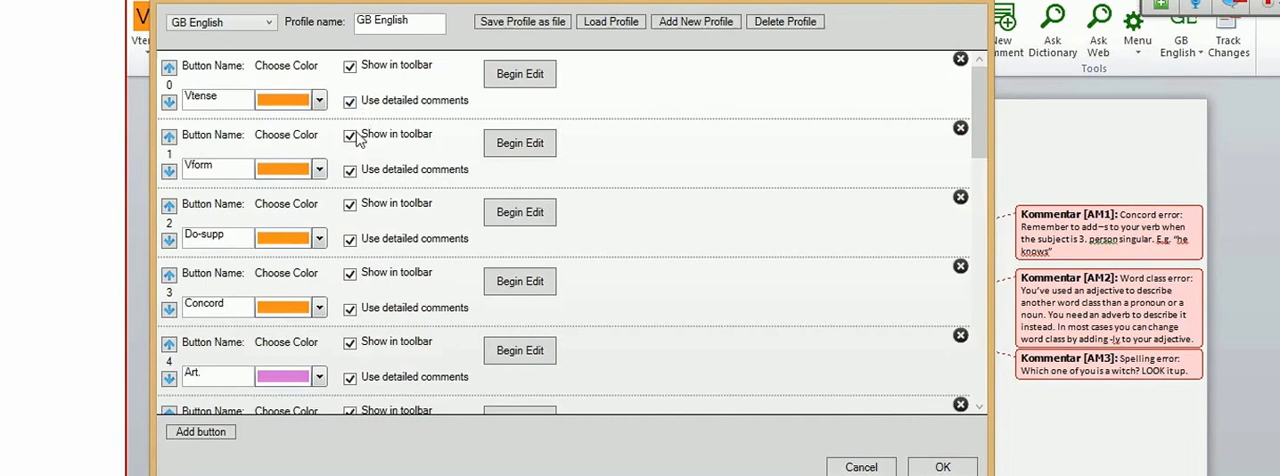 GB English
Profile name:
GB English
Save Profile as file
Load Profile
Add New Profile
Delete Profile
Button Name: Choose Color
Show in toolbar
Begin Edit
0
Vtense
Use detailed comments
Button Name: Choose Color
Show in toolbar
Begin Edit
1
Vform
Use detailed comments
Button Name: Choose Color
Show in toolbar
Begin Edit
2
Do-supp
Use detailed comments
Button Name: Choose Color
Show in toolbar
Begin Edit
3
Concord
Use detailed comments
Button Name: Choose Color
Show in toolbar
Begin Edit
4
Art.
Use detailed comments
Button Name: Choose Color
Show in toolbar
Add button
Cancel
OK
Ask
Dictionary
Ask
Web
Menu
GB
English
Track
Changes
Tools
Kommentar [AM1]: Concord error:
Remember to add –s to your verb when
the subject is 3. person singular. E.g. "he
knows"
Kommentar [AM2]: Word class error:
You've used an adjective to describe
another word class than a pronoun or a
noun. You need an adverb to describe it
instead. In most cases you can change
word class by adding -ly to your adjective.
Kommentar [AM3]: Spelling error:
Which one of you is a witch? LOOK it up.